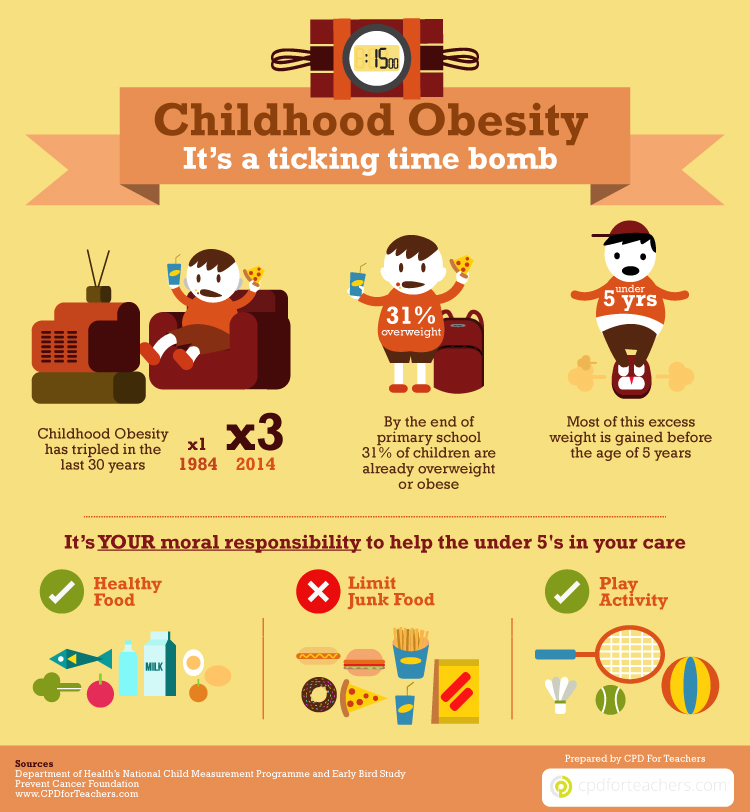 :15 00
Childhood Obesity
It's a ticking time bomb
31%
overweight
under
5 yrs
Childhood Obesity
has tripled in the
last 30 years
x1
1984
x3
2014
By the end of
primary school
31% of children are
already overweight
or obese
Most of this excess
weight is gained before
the age of 5 years
It's YOUR moral responsibility to help the under 5's in your care
Healthy
Food
Limit
Junk Food
Play
Activity
MILK
Sources
Department of Health's National Child Measurement Programme and Early Bird Study
Prevent Cancer Foundation
www.CPDforTeachers.com
Prepared by CPD For Teachers
cpdforteachers.com